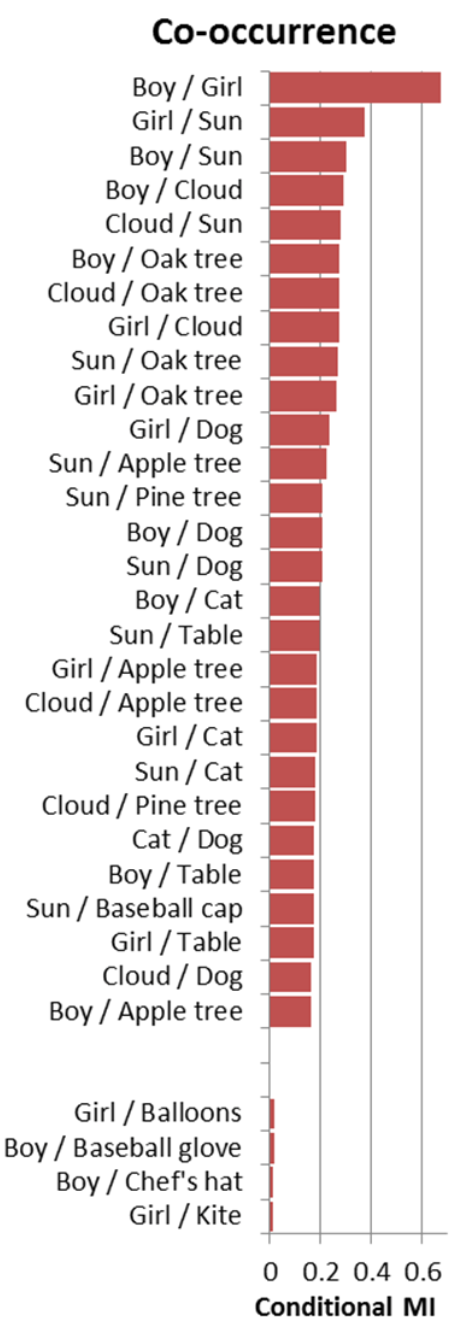 Co-occurrence
Boy / Girl
Girl / Sun
Boy / Sun
Boy / Cloud
Cloud / Sun
Boy / Oak tree
Cloud / Oak tree
Girl / Cloud
Sun / Oak tree
Girl / Oak tree
Girl / Dog
Sun / Apple tree
Sun / Pine tree
Boy / Dog
Sun / Dog
Boy / Cat
Sun / Table
Girl / Apple tree
Cloud / Apple tree
Girl / Cat
Sun / Cat
Cloud / Pine tree
Cat / Dog
Boy / Table
Sun / Baseball cap
Girl / Table
Cloud / Dog
Boy / Apple tree
Girl / Balloons
Boy / Baseball glove
Boy / Chef's hat
Girl / Kite
0 0.2 0.4 0.6
Conditional MI